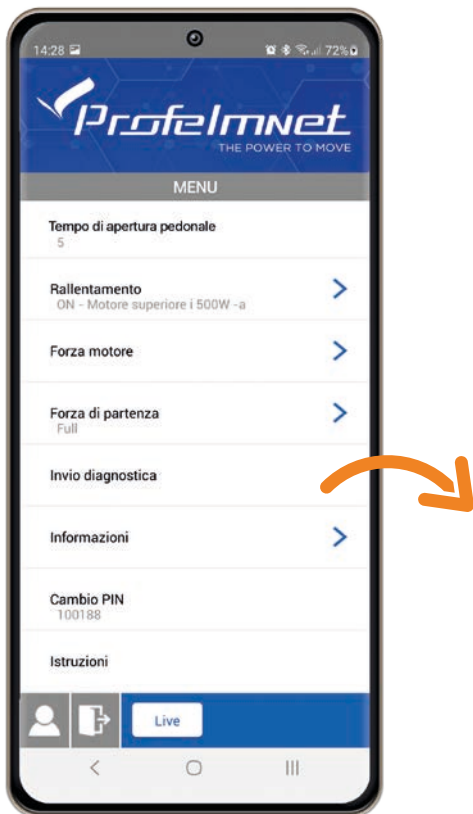 14:28 72%
Profelmnet
THE POWER TO MOVE
MENU
Tempo di apertura pedonale
5
Rallentamento
ON - Motore superiore i 500W -a
Forza motore
Forza di partenza
Full
Invio diagnostica
Informazioni
Cambio PIN
100188
Istruzioni
Live